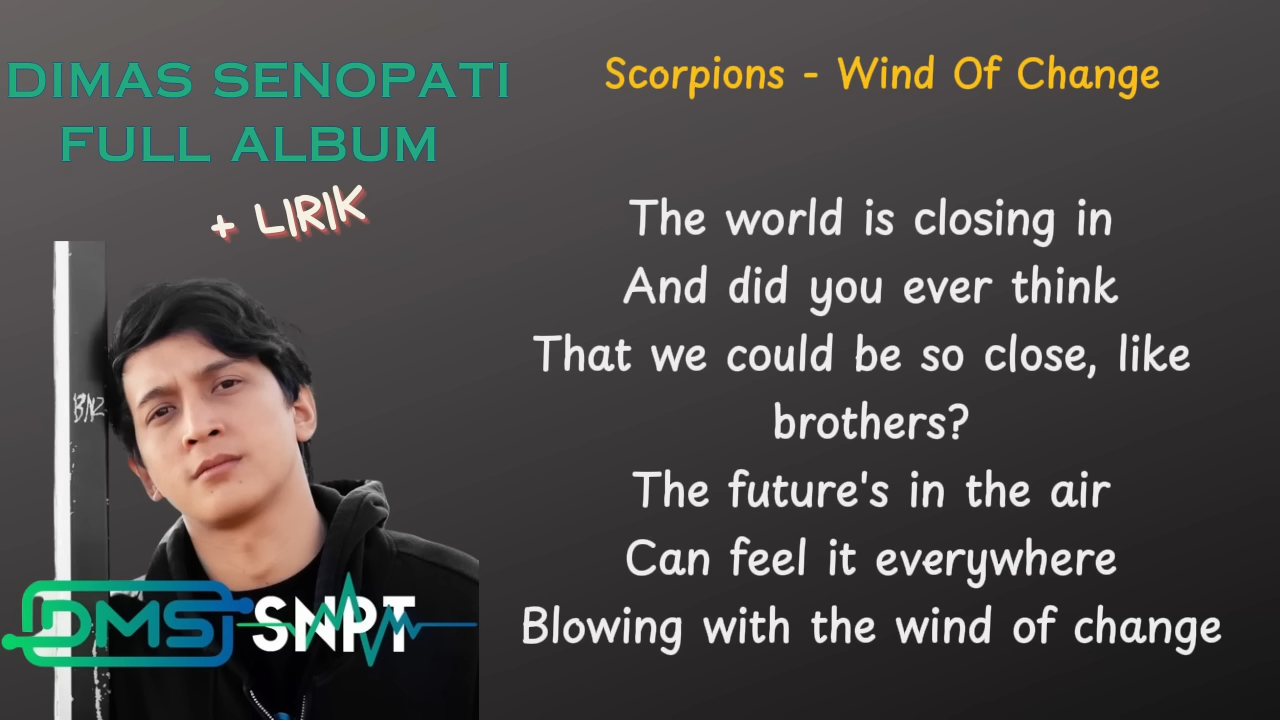 DIMAS SENOPATI
FULL ALBUM
+ LIRIK
BNZ
DMS SNPT
Scorpions - Wind Of Change
The world is closing in
And did you ever think
That we could be so close, like
brothers?
The future's in the air
Can feel it everywhere
Blowing with the wind of change